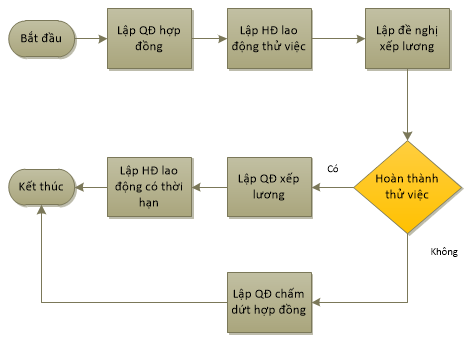 Bắt đầu
Lập QĐ hợp
đồng
Lập HĐ lao
động thử việc
Lập đề nghị
xếp lương
Hoàn thành
thử việc
Có
Lập QĐ xếp
lương
Lập HĐ lao
động có thời
hạn
Kết thúc
Không
Lập QĐ chấm
dứt hợp đồng